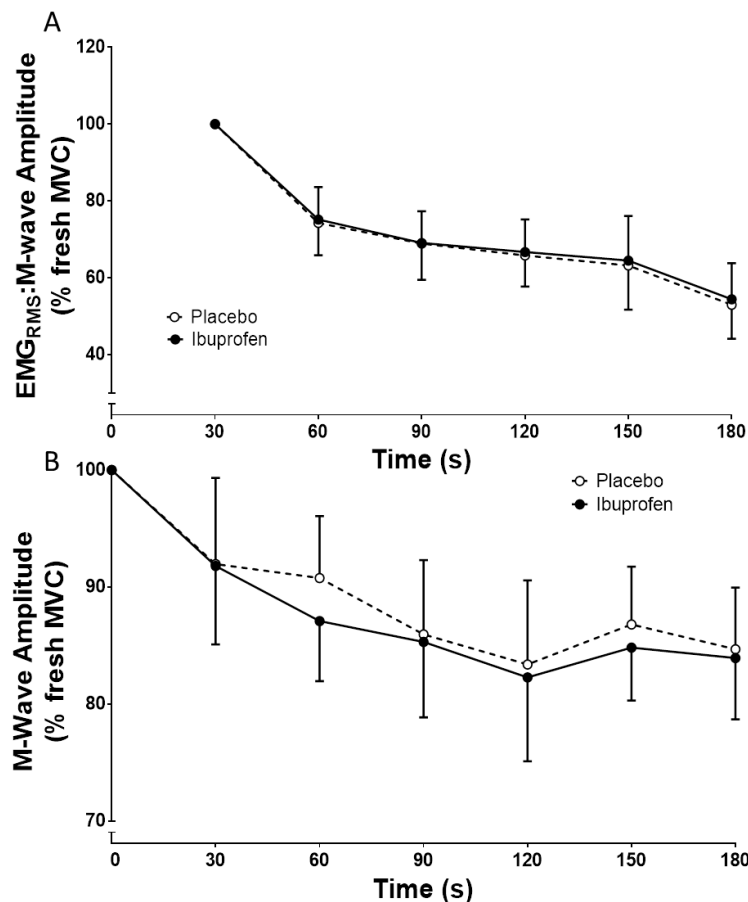 A
EMGRMS:M-wave Amplitude
(% fresh MVC)
120
100
80
60
40
Placebo
Ibuprofen
0 30 60 90 120 150 180
Time (s)
B
M-Wave Amplitude
(% fresh MVC)
100
90
80
70
Placebo
Ibuprofen
0 30 60 90 120 150 180
Time (s)